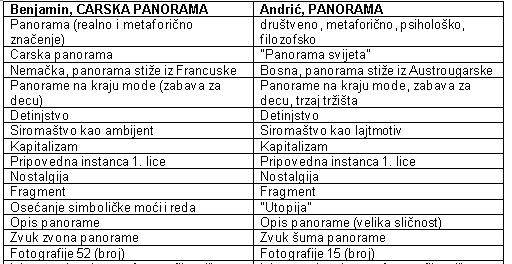 Benjamin, CARSKA PANORAMA Andrić, PANORAMA
Panorama (realno i metaforično društveno, metaforično, psihološko,
značenje) filozofsko
Carska panorama "Panorama svijeta"
Nemačka, panorama stiže iz Francuske Bosna, panorama stiže iz Austrougarske
Panorame na kraju mode (zabava za Panorame na kraju mode, zabava za
decu) decu, trzaj tržišta
Detinjstvo Detinjstvo
Siromaštvo kao ambijent Siromaštvo kao lajtmotiv
Kapitalizam Kapitalizam
Pripovedna instanca 1. lice Pripovedna instanca 1. lice
Nostalgija Nostalgija
Fragment Fragment
Osećanje simboličke moći i reda "Utopija"
Opis panorame Opis panorame (velika sličnost)
Zvuk zvona panorame Zvuk šuma panorame
Fotografije 52 (broj) Fotografije 15 (broj)